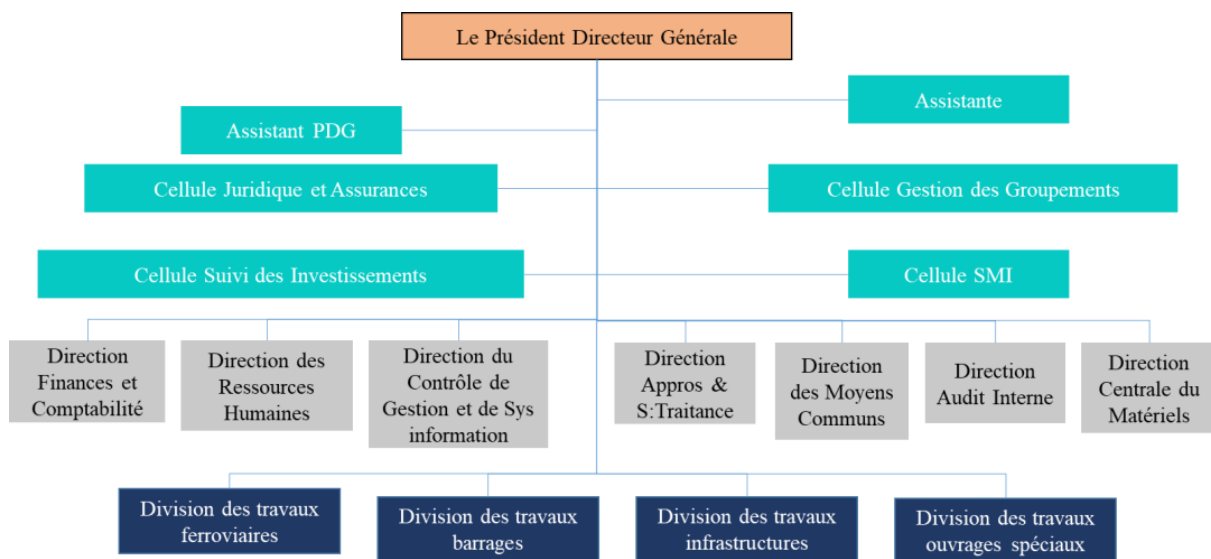 Le Président Directeur Générale
Assistante
Assistant PDG
Cellule Juridique et Assurances
Cellule Gestion des Groupements
Cellule Suivi des Investissements
Cellule SMI
Direction
Finances et
Comptabilité
Direction des
Ressources
Humaines
Direction du
Contrôle de
Gestion et de Sys
information
Direction
Appros &
S:Traitance
Direction
des Moyens
Communs
Direction
Audit Interne
Direction
Centrale du
Matériels
Division des travaux
ferroviaires
Division des travaux
barrages
Division des travaux
infrastructures
Division des travaux
ouvrages spéciaux